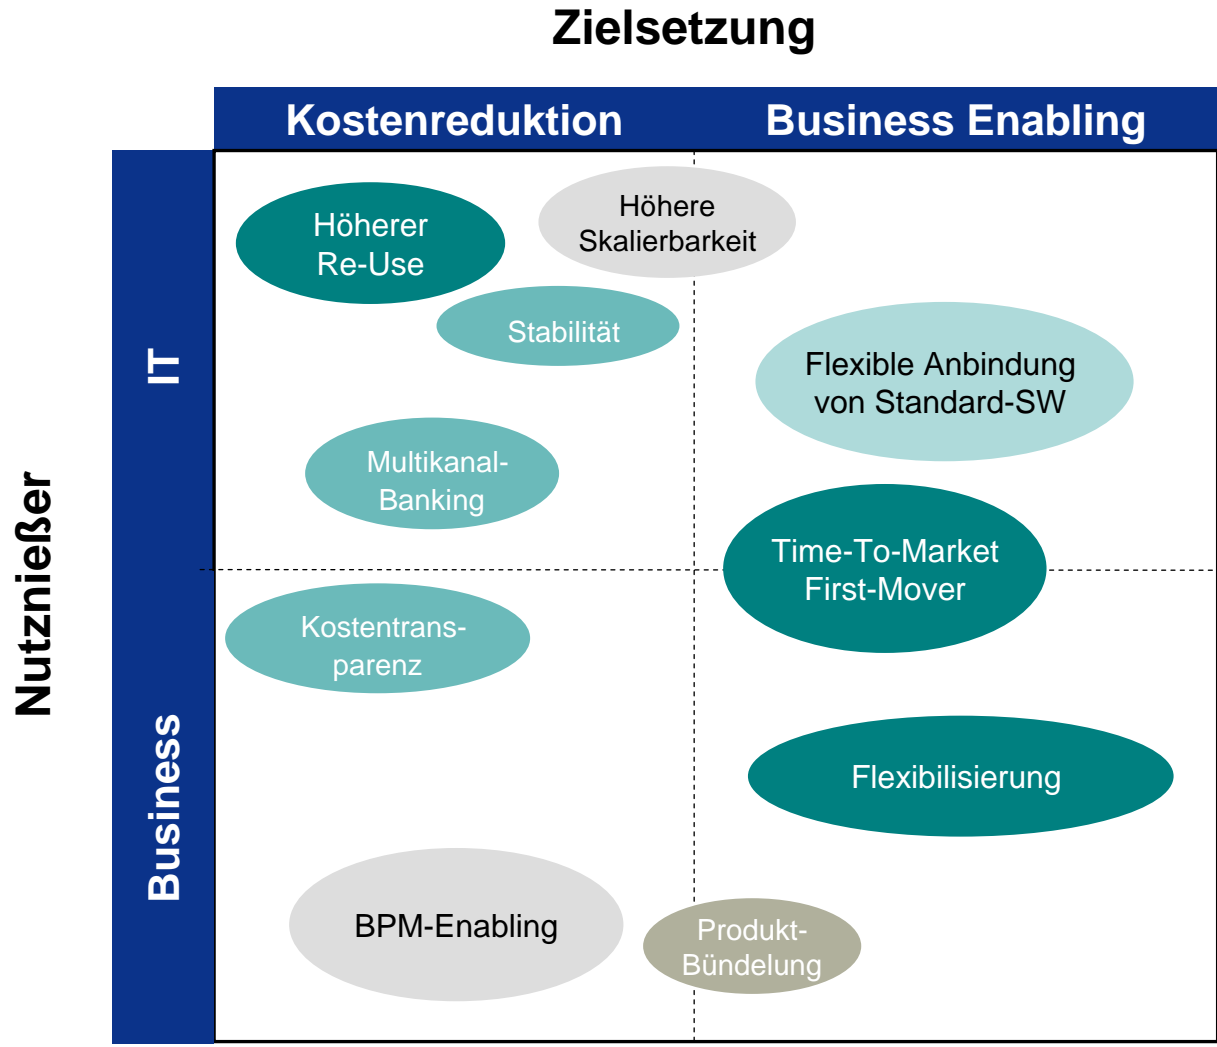 Zielsetzung
Kostenreduktion
Business Enabling
Nutznießer
IT
Business
Höherer
Re-Use
Höhere
Skalierbarkeit
Stabilität
Flexible Anbindung
von Standard-SW
Multikanal-
Banking
Time-To-Market
First-Mover
Kostentrans-
parenz
Flexibilisierung
BPM-Enabling
Produkt-
Bündelung